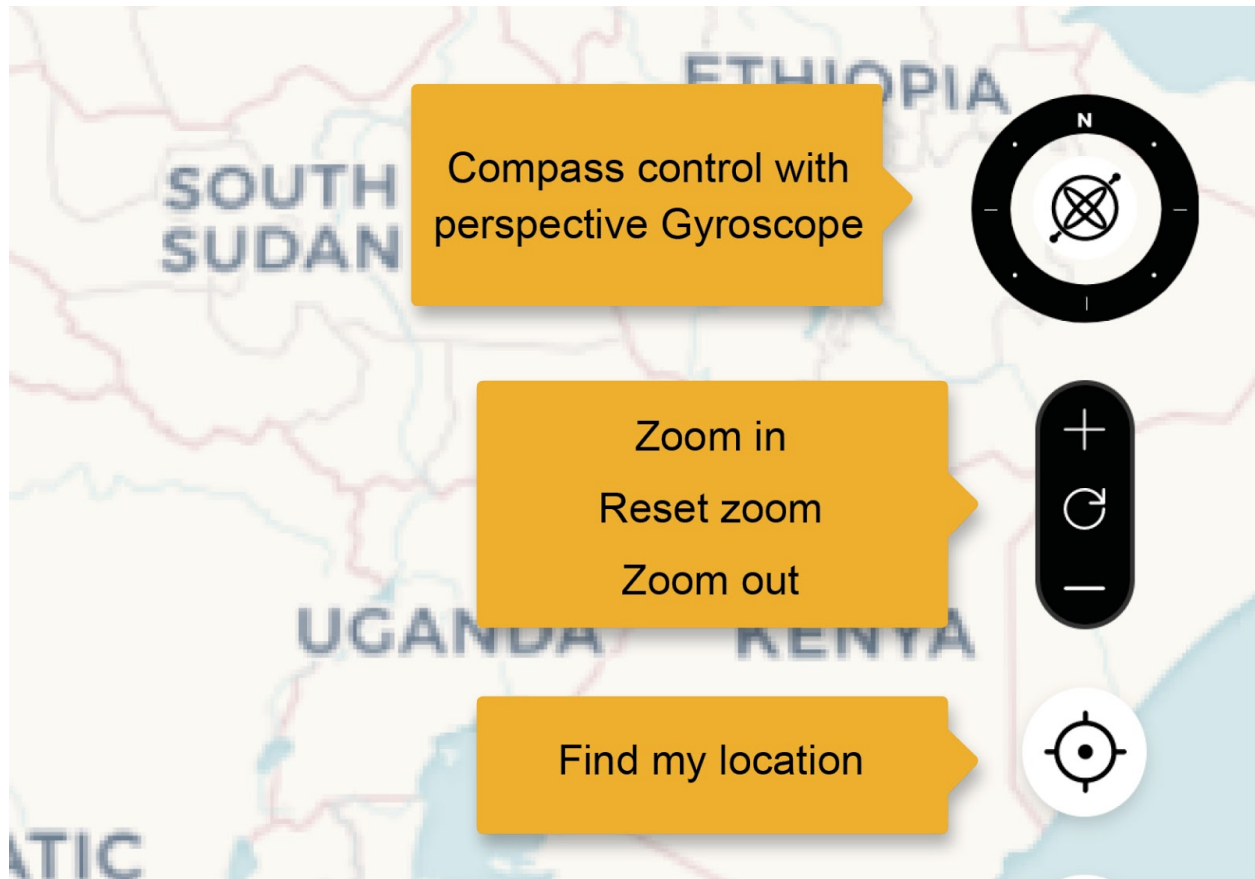 ETHIOPIA
N
Compass control with
perspective Gyroscope
SOUTH
SUDAN
Zoom in
Reset zoom
Zoom out
UGANDA
KENYA
Find my location
ATIC